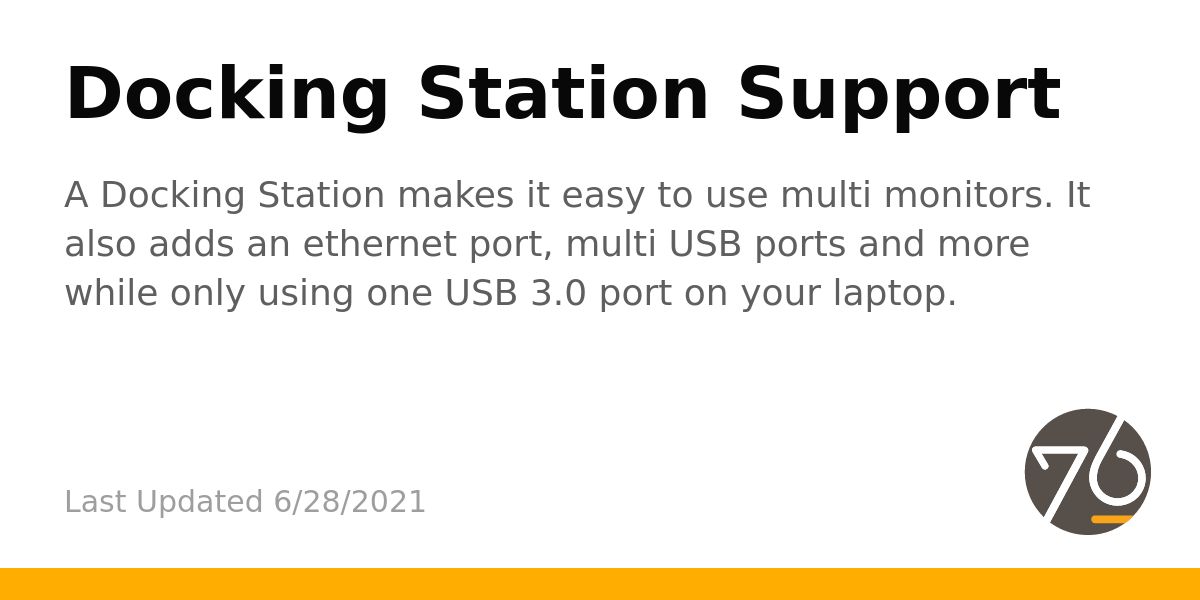 Docking Station Support
A Docking Station makes it easy to use multi monitors. It
also adds an ethernet port, multi USB ports and more
while only using one USB 3.0 port on your laptop.
Last Updated 6/28/2021
76